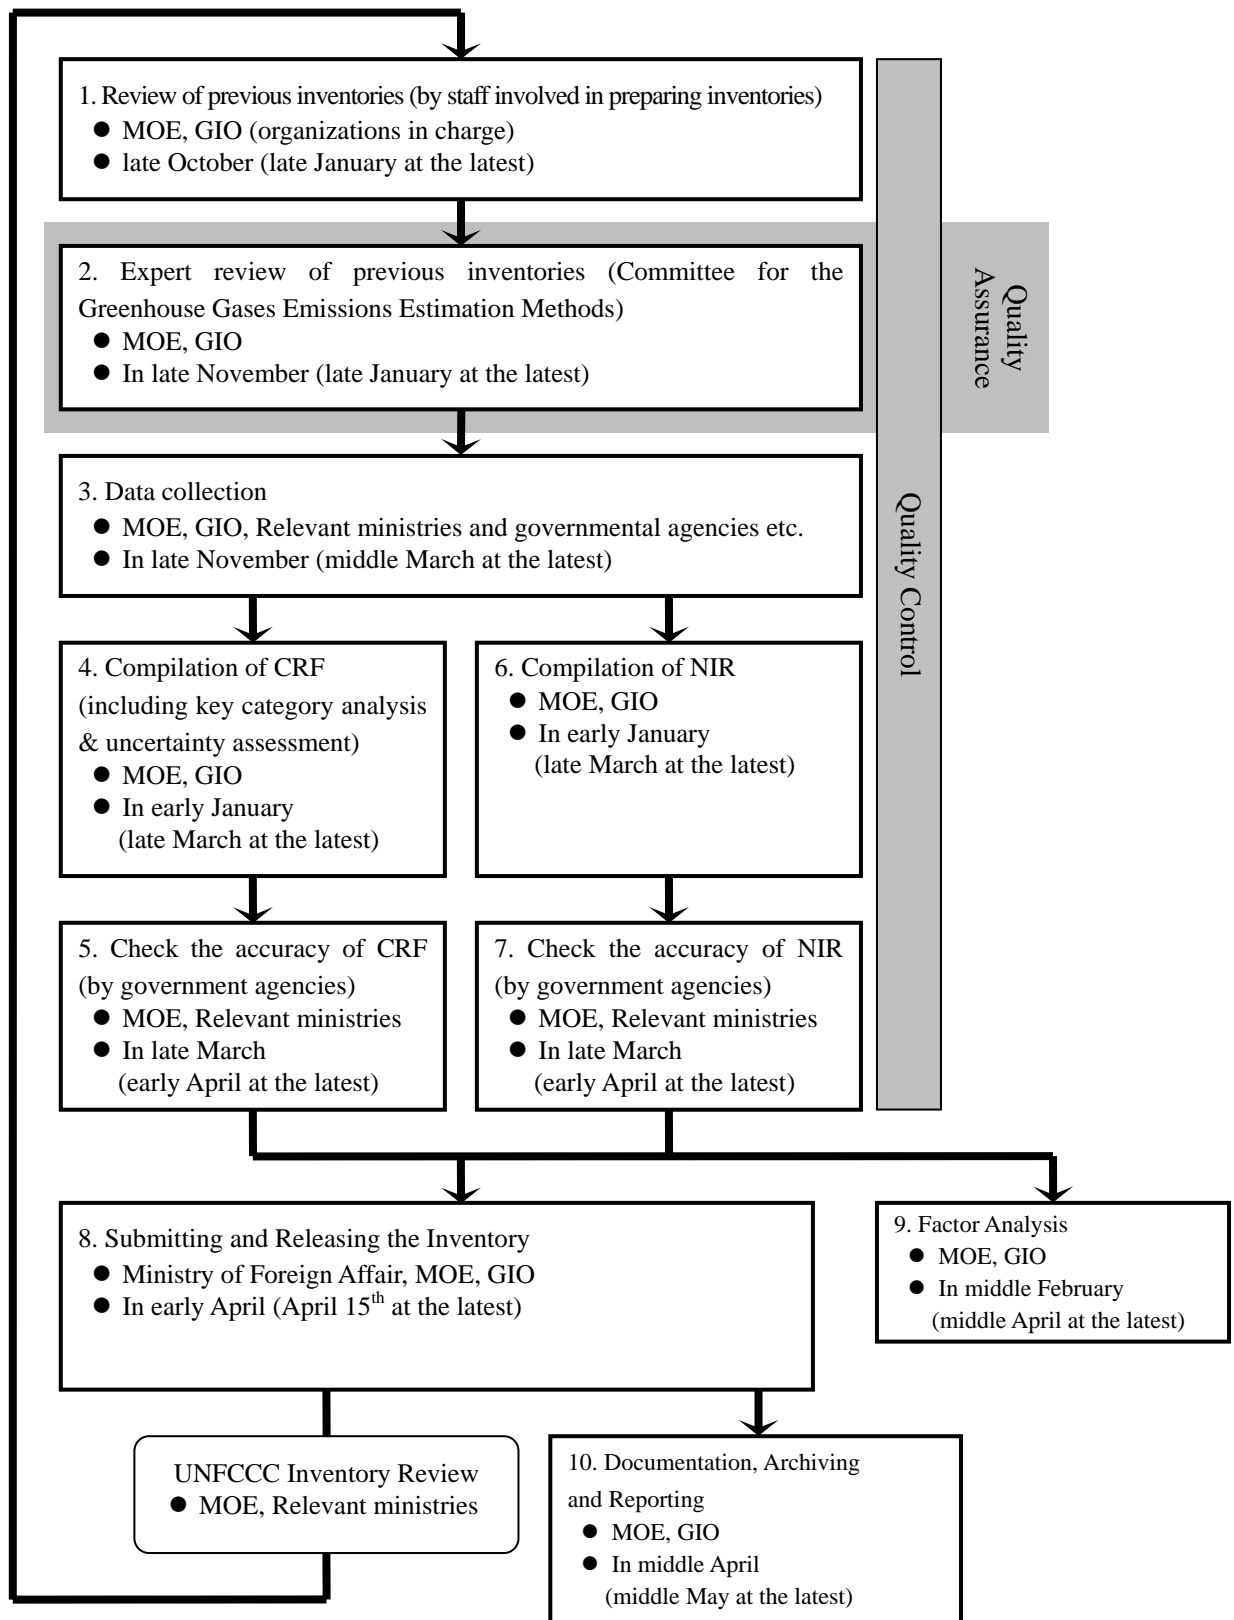 1. Review of previous inventories (by staff involved in preparing inventories)
● MOE, GIO (organizations in charge)
● late October (late January at the latest)
2. Expert review of previous inventories (Committee for the
Greenhouse Gases Emissions Estimation Methods)
● MOE, GIO
● In late November (late January at the latest)
Quality
Assurance
3. Data collection
● MOE, GIO, Relevant ministries and governmental agencies etc.
● In late November (middle March at the latest)
Quality Control
4. Compilation of CRF
(including key category analysis
& uncertainty assessment)
● MOE, GIO
● In early January
(late March at the latest)
6. Compilation of NIR
● MOE, GIO
● In early January
(late March at the latest)
5. Check the accuracy of CRF
(by government agencies)
● MOE, Relevant ministries
● In late March
(early April at the latest)
7. Check the accuracy of NIR
(by government agencies)
● MOE, Relevant ministries
● In late March
(early April at the latest)
8. Submitting and Releasing the Inventory
● Ministry of Foreign Affair, MOE, GIO
● In early April (April 15th at the latest)
9. Factor Analysis
● MOE, GIO
● In middle February
(middle April at the latest)
UNFCCC Inventory Review
● MOE, Relevant ministries
10. Documentation, Archiving
and Reporting
● MOE, GIO
● In middle April
(middle May at the latest)